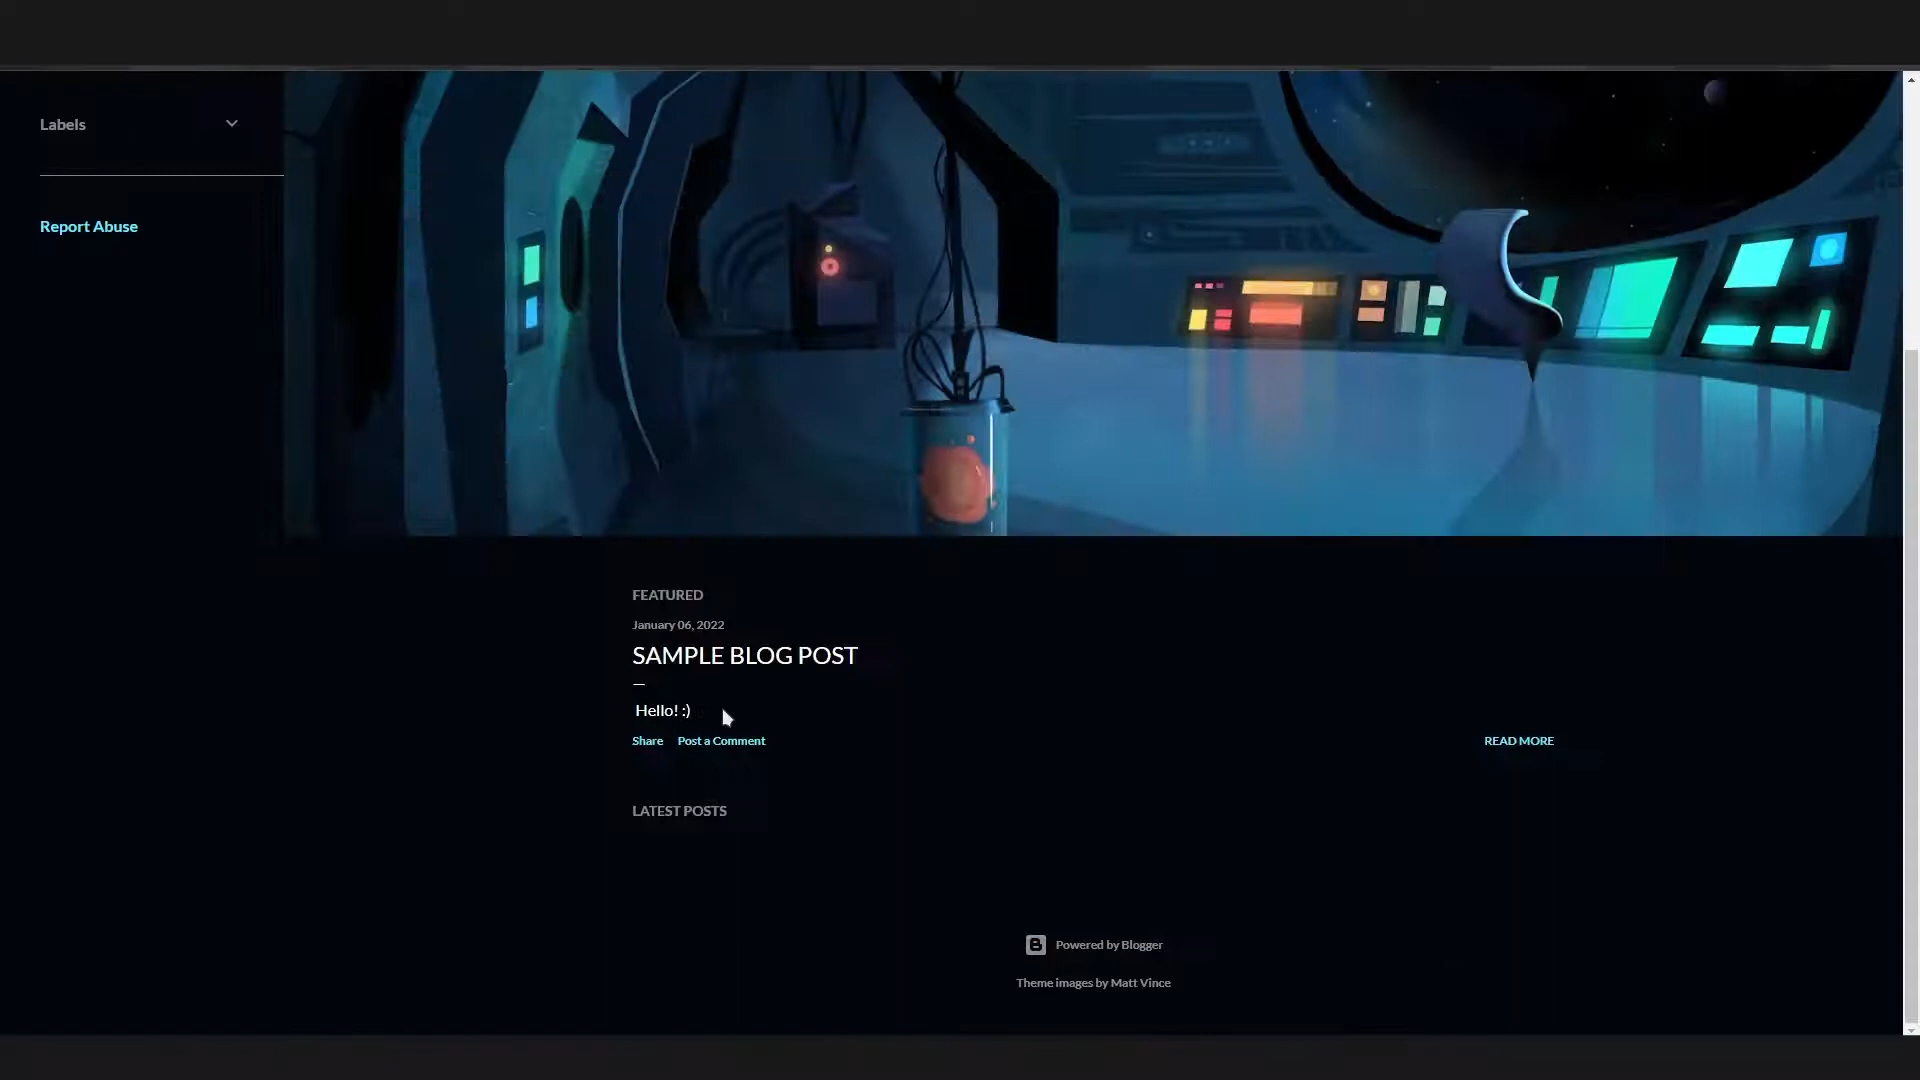 Labels
Report Abuse
FEATURED
January 06, 2022
SAMPLE BLOG POST
Hello! :)
Share Post a Comment READ MORE
LATEST POSTS
Powered by Blogger
Theme images by Matt Vince